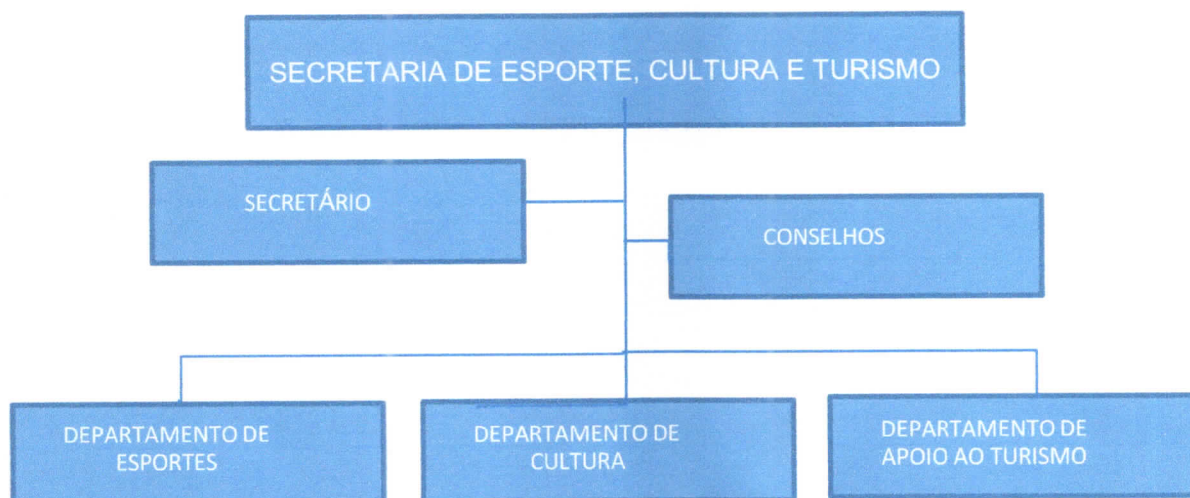 SECRETARIA DE ESPORTE, CULTURA E TURISMO
SECRETÁRIO
CONSELHOS
DEPARTAMENTO DE
ESPORTES
DEPARTAMENTO DE
CULTURA
DEPARTAMENTO DE
APOIO AO TURISMO